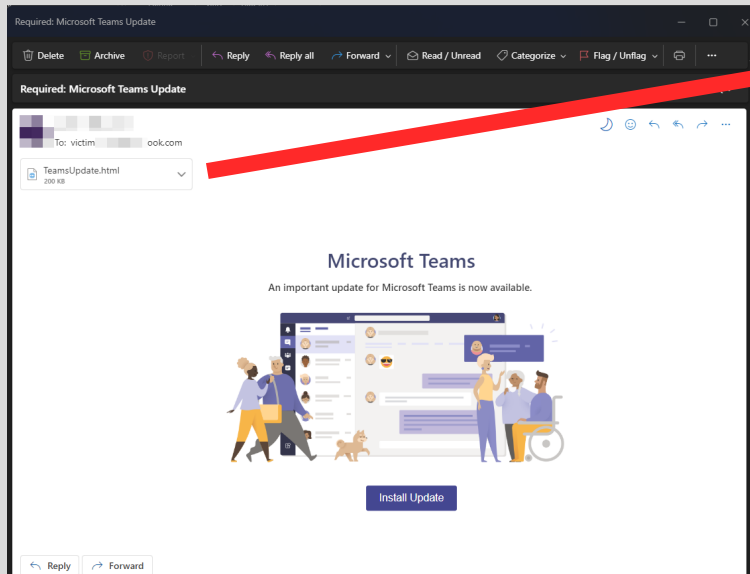 Required: Microsoft Teams Update
Delete Archive Report Reply Reply all Forward Read / Unread Categorize Flag / Unflag
Required: Microsoft Teams Update
To: victim ook.com
TeamsUpdate.html
200 KB
Microsoft Teams
An important update for Microsoft Teams is now available.
Install Update
Reply Forward